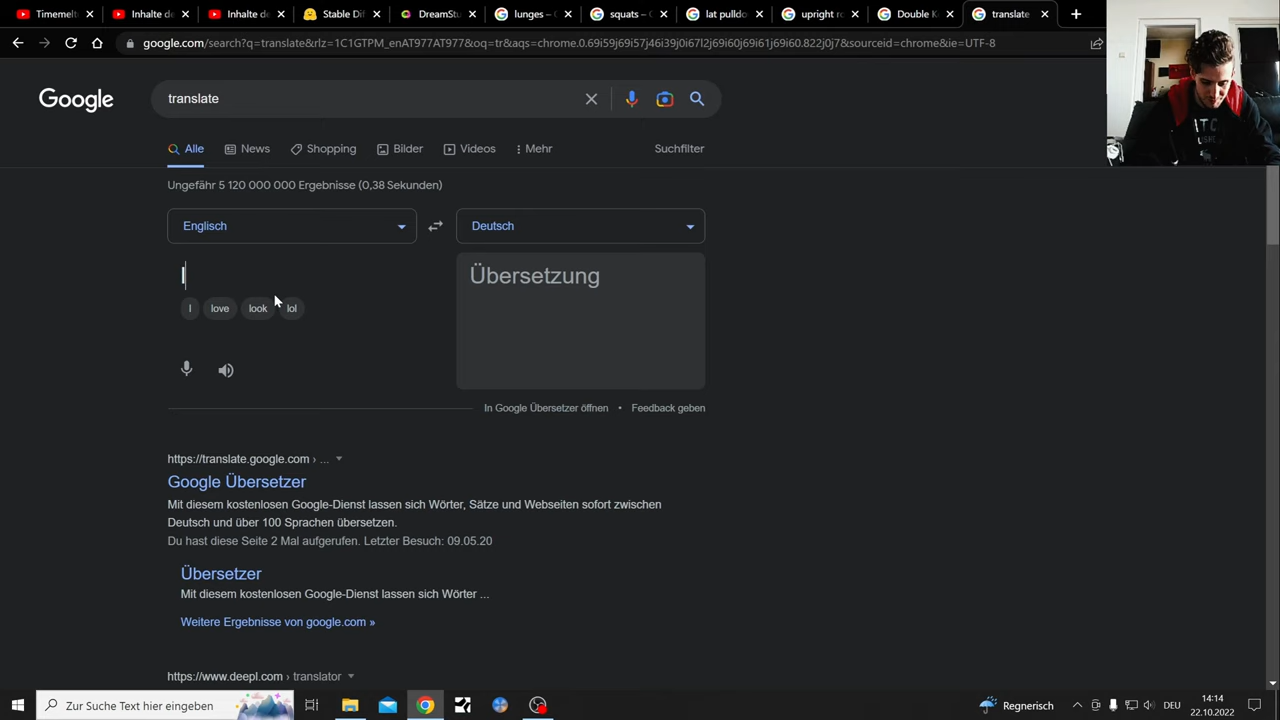 Timemelt
Inhalte de
Inhalte de
Stable Dif
DreamStu
lunges – G
squats – G
lat pulldo
upright ro
Double K
translate
google.com/search?q=translate&rlz=1C1GTPM_enAT977AT977&oq=tr&aqs=chrome.0.69i59j69i57j46i39j0i67l2j69i60j69i61j69i60.822j0j7&sourceid=chrome&ie=UTF-8
Google
translate
Alle
News
Shopping
Bilder
Videos
Mehr
Suchfilter
Ungefähr 5 120 000 000 Ergebnisse (0,38 Sekunden)
Englisch
Deutsch
l
Übersetzung
l
love
look
lol
In Google Übersetzer öffnen • Feedback geben
https://translate.google.com › ...
Google Übersetzer
Mit diesem kostenlosen Google-Dienst lassen sich Wörter, Sätze und Webseiten sofort zwischen
Deutsch und über 100 Sprachen übersetzen.
Du hast diese Seite 2 Mal aufgerufen. Letzter Besuch: 09.05.20
Übersetzer
Mit diesem kostenlosen Google-Dienst lassen sich Wörter ...
Weitere Ergebnisse von google.com »
https://www.deepl.com › translator
Zur Suche Text hier eingeben
Regnerisch
DEU
14:14
22.10.2022